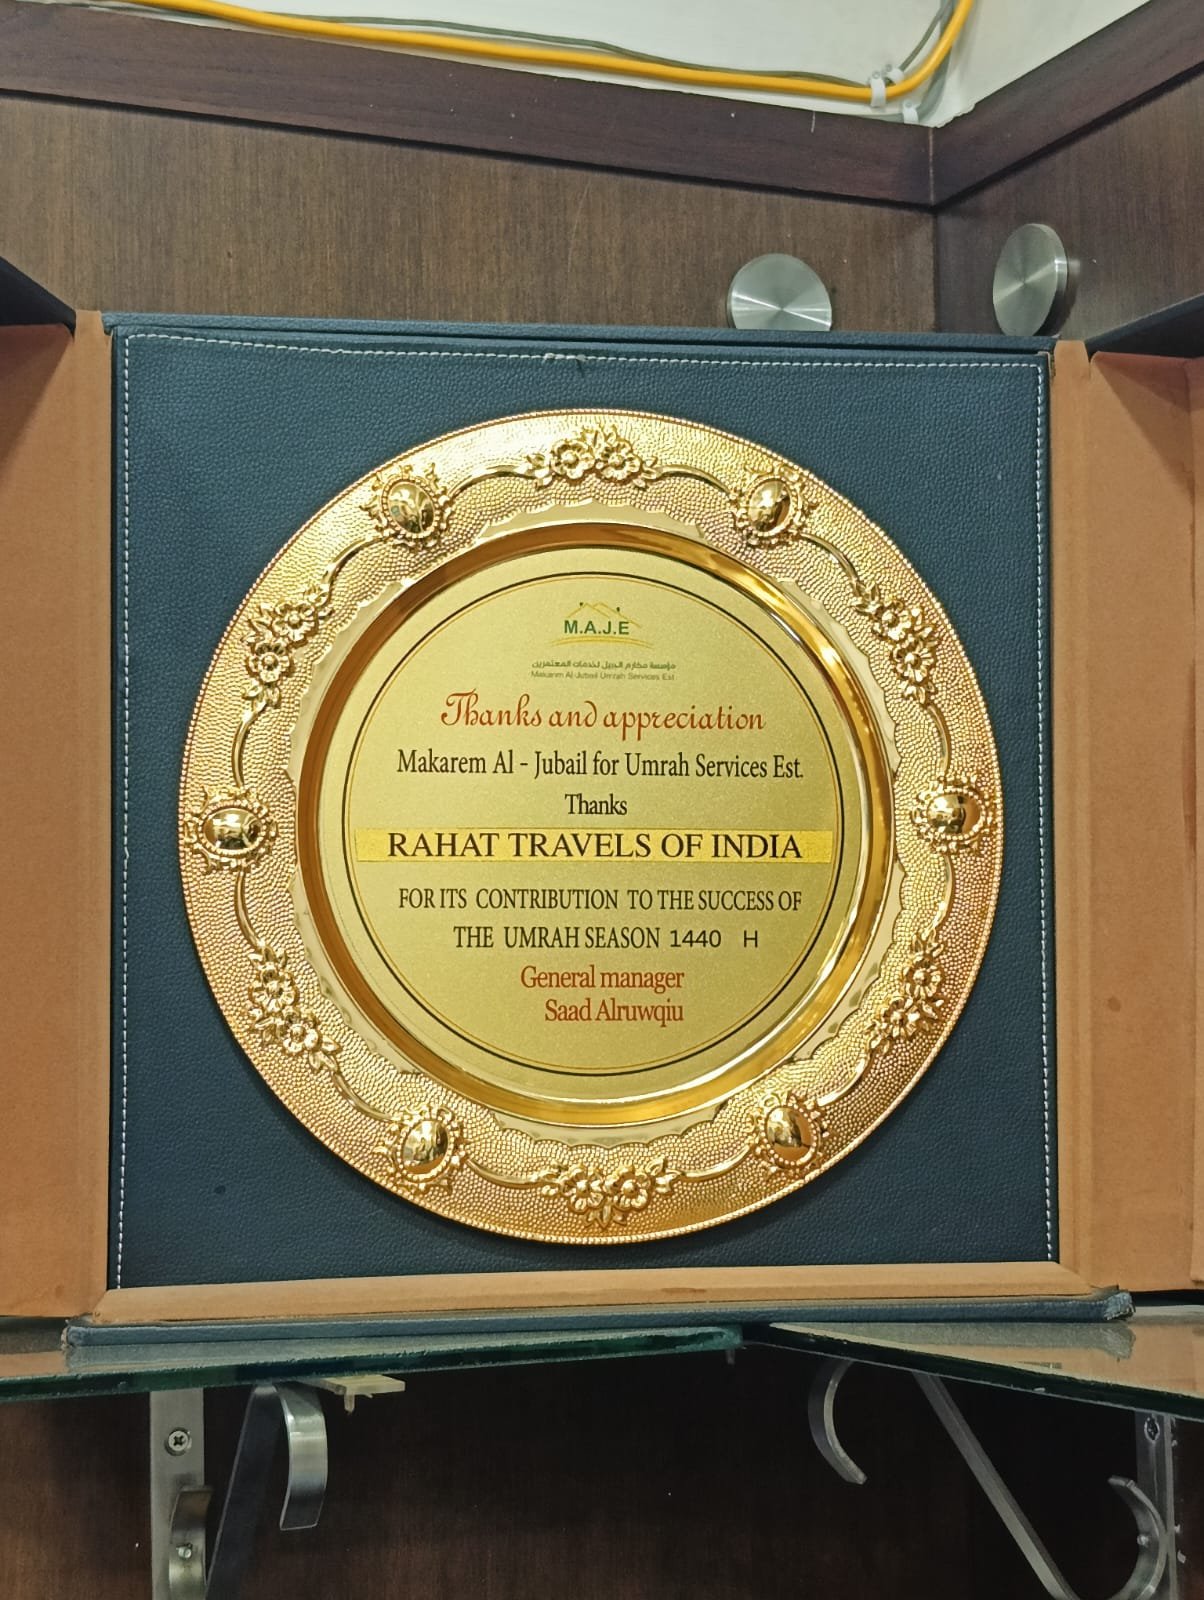 M.A.J.E
مؤسسة مكارم الجبيل لخدمات المعتمرين
Makarem Al-Jubail Umrah Services Est
Thanks and appreciation
Makarem Al - Jubail for Umrah Services Est.
Thanks
RAHAT TRAVELS OF INDIA
FOR ITS CONTRIBUTION TO THE SUCCESS OF
THE UMRAH SEASON 1440 H
General manager
Saad Alruwqiu